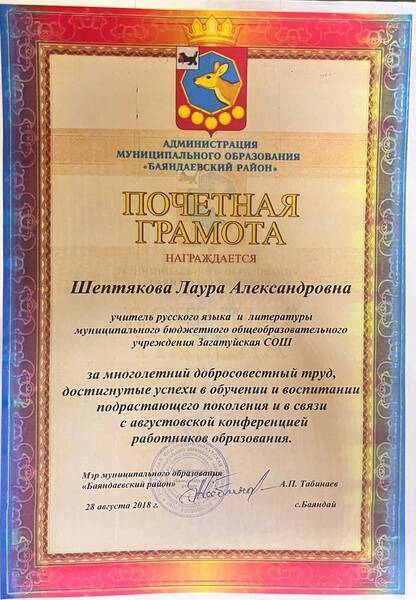 АДМИНИСТРАЦИЯ
МУНИЦИПАЛЬНОГО ОБРАЗОВАНИЯ
«БАЯНДАЕВСКИЙ РАЙОН»
ПОЧЕТНАЯ
ГРАМОТА
НАГРАЖДАЕТСЯ
Шептякова Лаура Александровна
учитель русского языка и литературы
муниципального бюджетного общеобразовательного
учреждения Загатуйская СОШ
за многолетний добросовестный труд,
достигнутые успехи в обучении и воспитании
подрастающего поколения и в связи
с августовской конференцией
работников образования.
Мэр муниципального образования
«Баяндаевский район» А.П. Табинаев
28 августа 2018 г. с.Баяндай